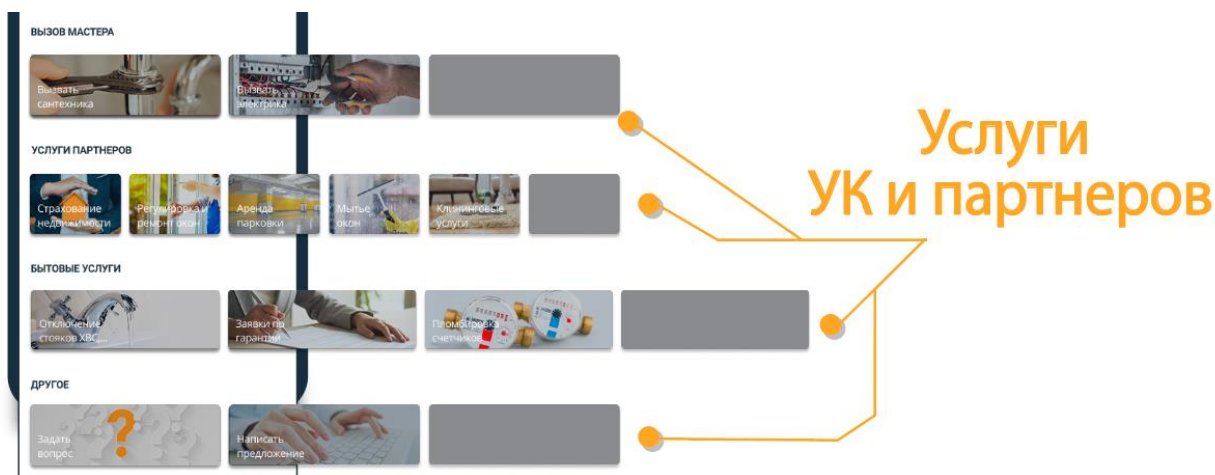 ВЫЗОВ МАСТЕРА
Вызвать
сантехника
Вызвать
электрика
УСЛУГИ ПАРТНЕРОВ
Страхование
недвижимости
Регулировка и
ремонт окон
Аренда
парковки
Мытье
окон
Клининговые
услуги
БЫТОВЫЕ УСЛУГИ
Отключение
стояков ХВС...
Заявки по
гарантии
Пломбировка
счетчиков
ДРУГОЕ
Задать
вопрос
Написать
предложение
Услуги
УК и партнеров